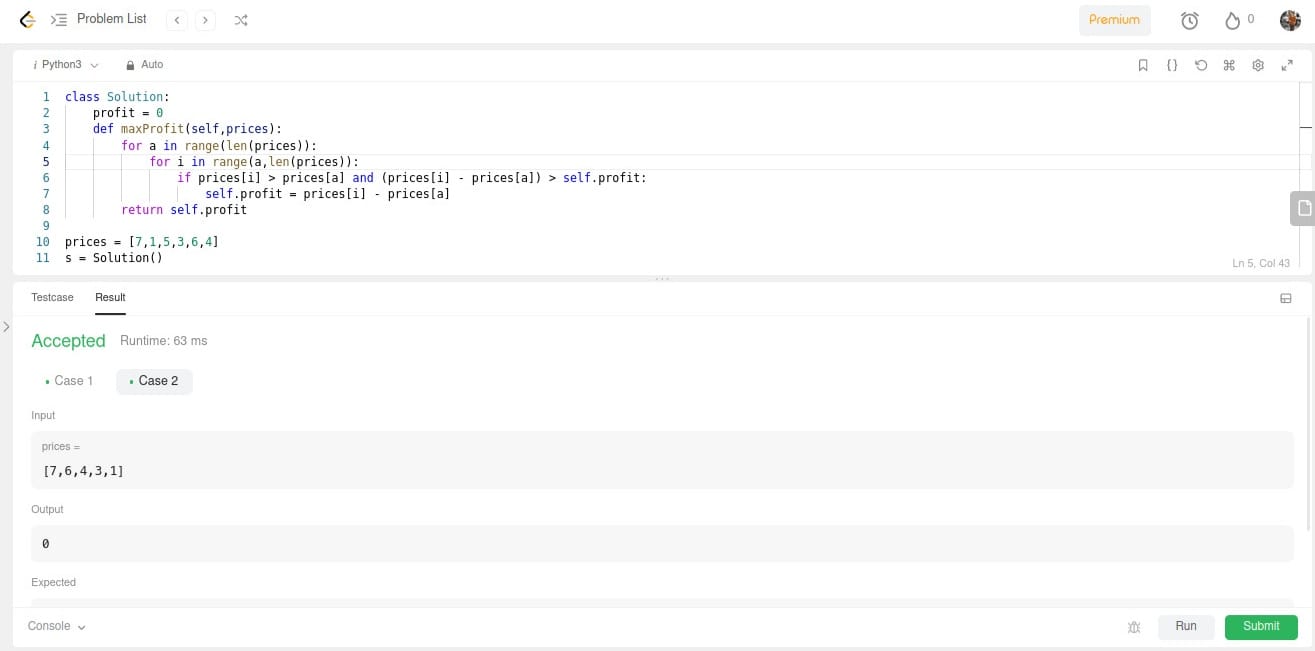 Problem List
Premium
0
i Python3
Auto
{}
1 class Solution:
2     profit = 0
3     def maxProfit(self,prices):
4         for a in range(len(prices)):
5             for i in range(a,len(prices)):
6                 if prices[i] > prices[a] and (prices[i] - prices[a]) > self.profit:
7                     self.profit = prices[i] - prices[a]
8         return self.profit
9
10 prices = [7,1,5,3,6,4]
11 s = Solution()
Ln 5, Col 43
Testcase Result
Accepted Runtime: 63 ms
• Case 1 • Case 2
Input
prices =
[7,6,4,3,1]
Output
0
Expected
Console
Run
Submit